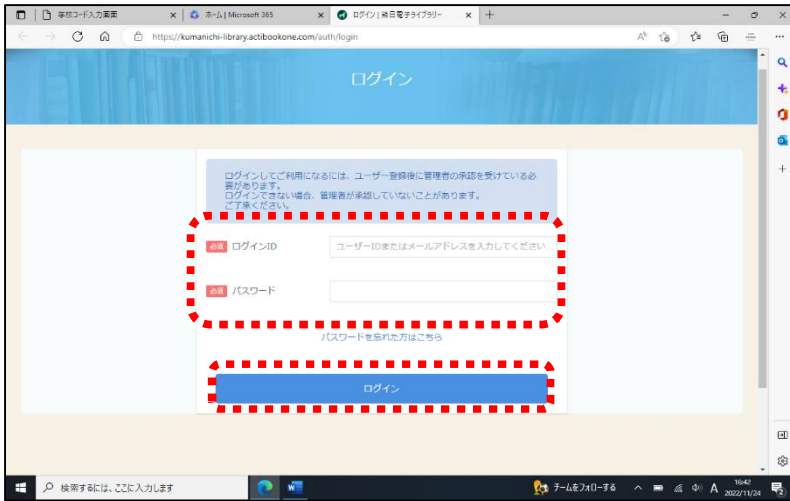 学校コード入力画面
ホーム | Microsoft 365
ログイン | 熊日電子ライブラリー
https://kumanichi-library.actibookone.com/auth/login
ログイン
ログインしてご利用になるには、ユーザー登録後に管理者の承認を受けている必
要があります。
ログインできない場合、管理者が承認していないことがあります。
ご了承ください。
必須 ログインID ユーザーIDまたはメールアドレスを入力してください
必須 パスワード
パスワードを忘れた方はこちら
ログイン
検索するには、ここに入力します
チームをフォローする
A
16:42
2022/11/24
2